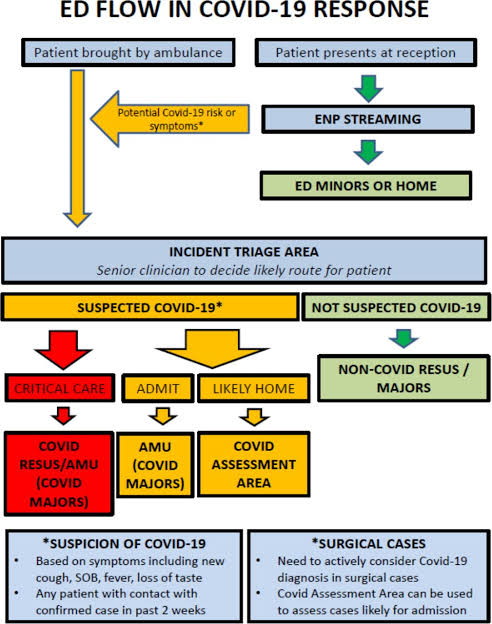 ED FLOW IN COVID-19 RESPONSE
Patient brought by ambulance
Patient presents at reception
Potential Covid-19 risk or
symptoms*
ENP STREAMING
ED MINORS OR HOME
INCIDENT TRIAGE AREA
Senior clinician to decide likely route for patient
SUSPECTED COVID-19*
NOT SUSPECTED COVID-19
NON-COVID RESUS /
MAJORS
CRITICAL CARE
ADMIT
LIKELY HOME
COVID
RESUS/AMU
(COVID
MAJORS)
AMU
(COVID
MAJORS)
COVID
ASSESSMENT
AREA
*SUSPICION OF COVID-19
• Based on symptoms including new
cough, SOB, fever, loss of taste
• Any patient with contact with
confirmed case in past 2 weeks
*SURGICAL CASES
• Need to actively consider Covid-19
diagnosis in surgical cases
• Covid Assessment Area can be used
to assess cases likely for admission